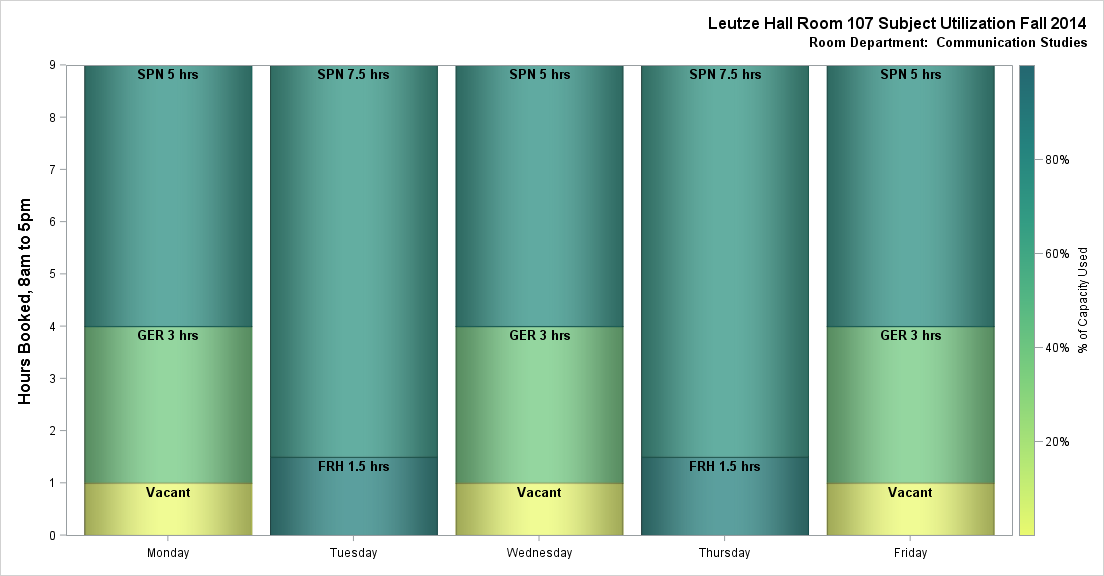 Leutze Hall Room 107 Subject Utilization Fall 2014
Room Department:  Communication Studies
Hours Booked, 8am to 5pm
9
8
7
6
5
4
3
2
1
0
SPN 5 hrs
GER 3 hrs
Vacant
SPN 7.5 hrs
FRH 1.5 hrs
SPN 5 hrs
GER 3 hrs
Vacant
SPN 7.5 hrs
FRH 1.5 hrs
SPN 5 hrs
GER 3 hrs
Vacant
Monday
Tuesday
Wednesday
Thursday
Friday
80%
60%
40%
20%
% of Capacity Used